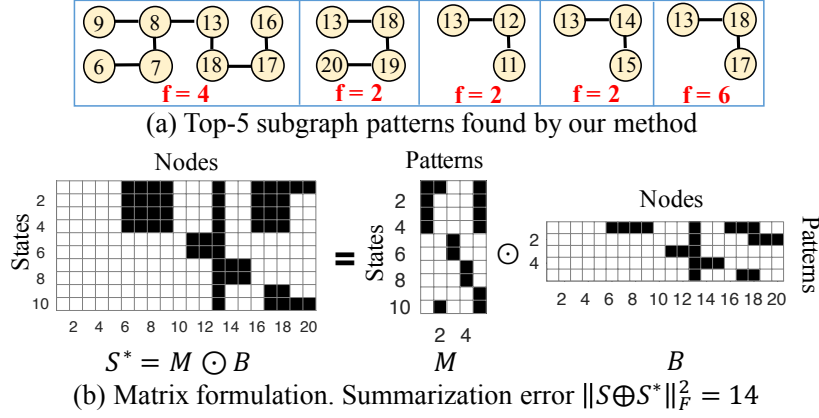 9 8 13 16 13 18 13 12 13 14 13 18
6 7 18 17 20 19 11 15 17
f = 4 f = 2 f = 2 f = 2 f = 6
(a) Top-5 subgraph patterns found by our method
Nodes
States
2
4
6
8
10
2 4 6 8 10 12 14 16 18 20
S* = M ⊙ B
=
Patterns
States
2
4
6
8
10
2 4
M
⊙
Nodes
Patterns
2
4
2 4 6 8 10 12 14 16 18 20
B
(b) Matrix formulation. Summarization error ‖S⊕S*‖²_F = 14